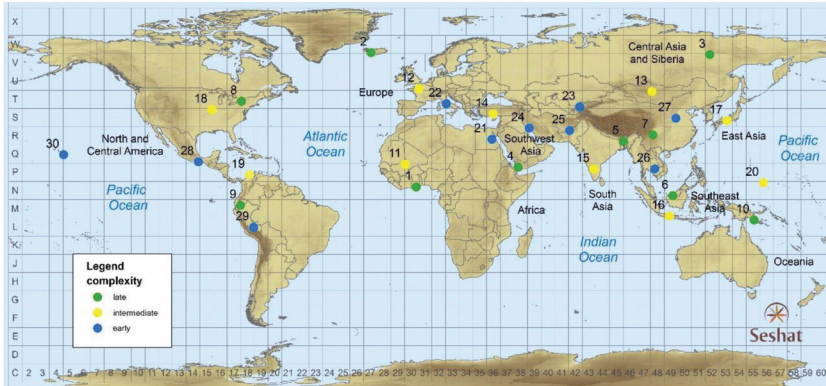 X
W
V
U
T
S
R
Q
P
N
M
L
K
J
H
G
F
E
D
C
2 3 4 5 6 7 8 9 10 11 12 13 14 15 16 17 18 19 20 21 22 23 24 25 26 27 28 29 30 31 32 33 34 35 36 37 38 39 40 41 42 43 44 45 46 47 48 49 50 51 52 53 54 55 56 57 58 59 60
2
3
Central Asia
and Siberia
12
13
8
Europe
22
18
14
23
27
17
24
25
7
East Asia
30
North and
Central America
Atlantic
Ocean
21
Southwest
Asia
5
Pacific
Ocean
28
11
4
15
26
20
19
1
South
Asia
6
Southeast
Asia
Pacific
Ocean
9
Africa
16
10
29
Indian
Ocean
Oceania
Legend
complexity
late
intermediate
early
Seshat